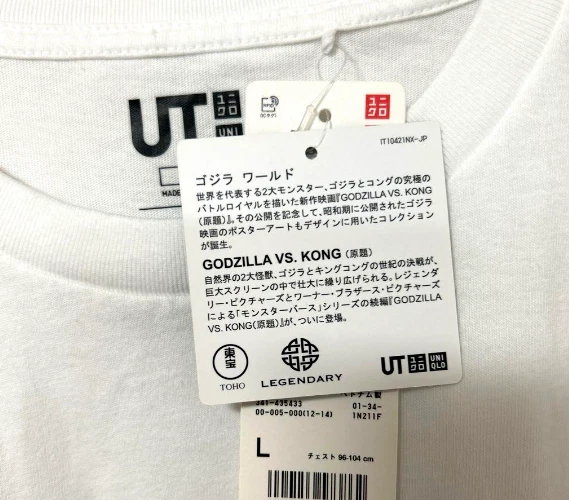 UT ユニクロ UNI
MADE
ユニクロ
IT10421NX-JP
ゴジラ ワールド
世界を代表する2大モンスター、ゴジラとコングの究極の
バトルロイヤルを描いた新作映画『GODZILLA VS. KONG
(原題)』。その公開を記念して、昭和期に公開されたゴジラ
映画のポスターアートもデザインに用いたコレクション
が誕生。
GODZILLA VS. KONG (原題)
自然界の2大怪獣、ゴジラとキングコングの世紀の決戦が、
巨大スクリーンの中で壮大に繰り広げられる。レジェンダ
リー・ピクチャーズとワーナー・ブラザース・ピクチャーズ
による「モンスターバース」シリーズの続編『GODZILLA
VS. KONG(原題)』が、ついに登場。
東宝
TOHO
LEGENDARY
UT ユニクロ UNIQLO
341-435433
ベトナム製
00-005-000(12-14)
01-34-
1N211F
L
チェスト 96-104 cm